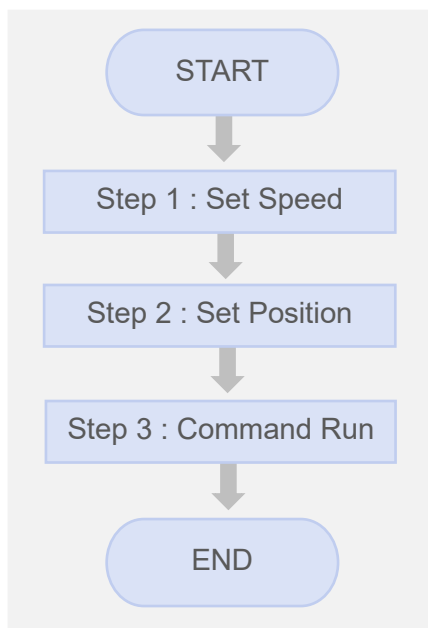 START
Step 1 : Set Speed
Step 2 : Set Position
Step 3 : Command Run
END